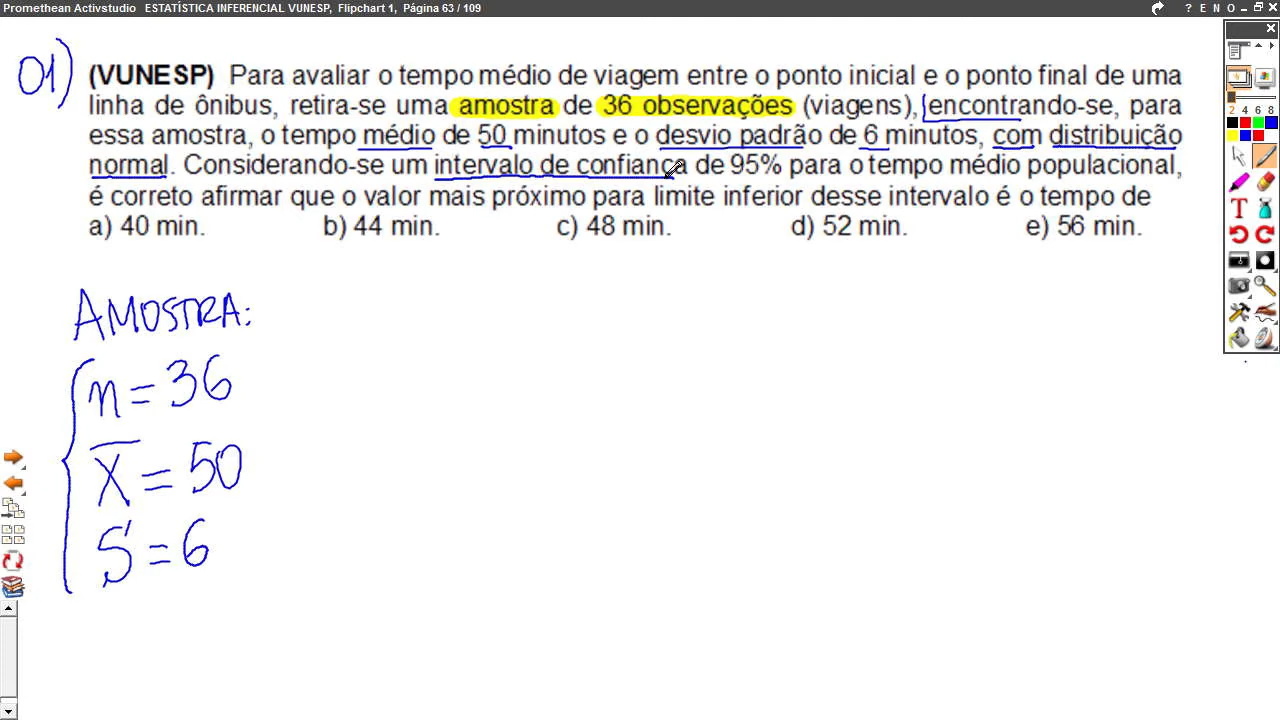 Promethean Activstudio ESTATÍSTICA INFERENCIAL VUNESP, Flipchart 1, Página 63 / 109
? E N O
01)
(VUNESP) Para avaliar o tempo médio de viagem entre o ponto inicial e o ponto final de uma
linha de ônibus, retira-se uma amostra de 36 observações (viagens), encontrando-se, para
essa amostra, o tempo médio de 50 minutos e o desvio padrão de 6 minutos, com distribuição
normal. Considerando-se um intervalo de confiança de 95% para o tempo médio populacional,
é correto afirmar que o valor mais próximo para limite inferior desse intervalo é o tempo de
a) 40 min. b) 44 min. c) 48 min. d) 52 min. e) 56 min.
2 4 6 8
T
AMOSTRA:
n = 36
X̅ = 50
S = 6